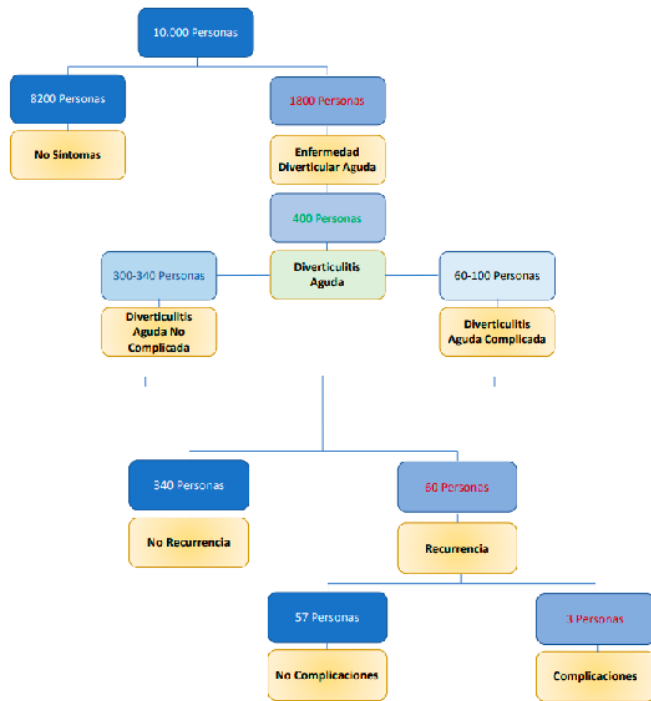 10.000 Personas
8200 Personas
1800 Personas
No Síntomas
Enfermedad
Diverticular Aguda
400 Personas
300-340 Personas
Diverticulitis
Aguda
60-100 Personas
Diverticulitis
Aguda No
Complicada
Diverticulitis
Aguda Complicada
340 Personas
60 Personas
No Recurrencia
Recurrencia
57 Personas
3 Personas
No Complicaciones
Complicaciones